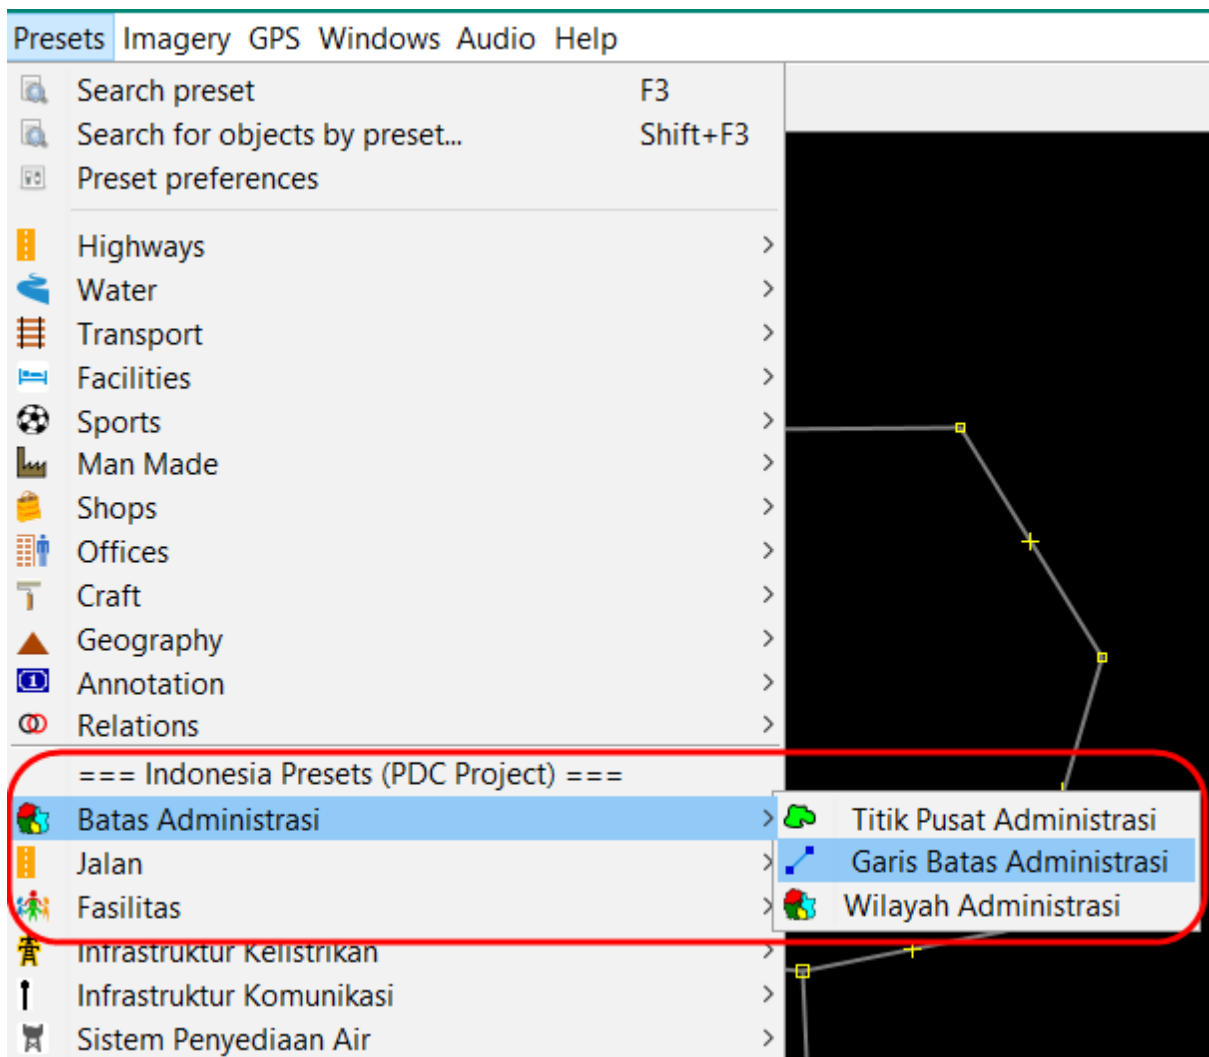 Presets Imagery GPS Windows Audio Help
Search preset F3
Search for objects by preset... Shift+F3
Preset preferences
Highways
Water
Transport
Facilities
Sports
Man Made
Shops
Offices
Craft
Geography
Annotation
Relations
=== Indonesia Presets (PDC Project) ===
Batas Administrasi
Titik Pusat Administrasi
Jalan
Garis Batas Administrasi
Fasilitas
Wilayah Administrasi
Infrastruktur Kelistrikan
Infrastruktur Komunikasi
Sistem Penyediaan Air